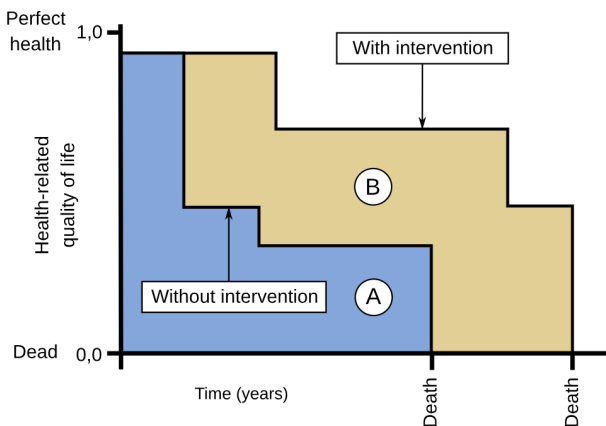 Perfect
health
1,0
With intervention
Health-related
quality of life
B
Without intervention
A
Dead
0,0
Time (years)
Death
Death